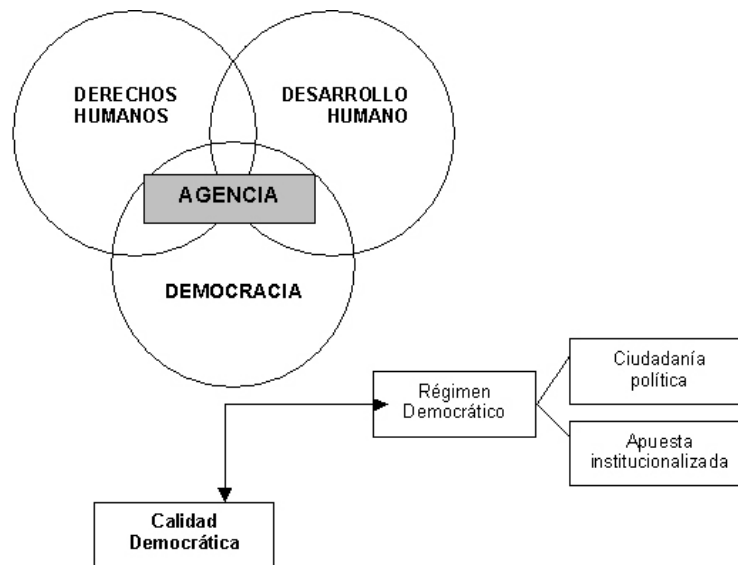 DERECHOS
HUMANOS
DESARROLLO
HUMANO
AGENCIA
DEMOCRACIA
Régimen
Democrático
Ciudadanía
política
Apuesta
institucionalizada
Calidad
Democrática